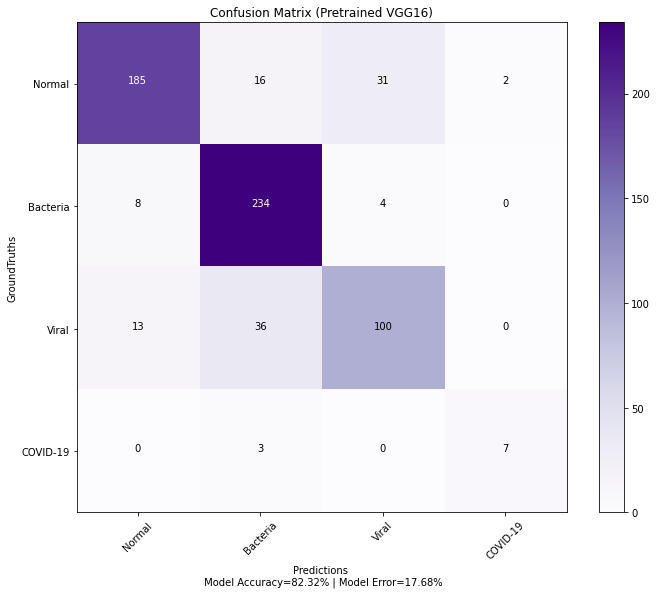 Confusion Matrix (Pretrained VGG16)
Normal 185 16 31 2
Bacteria 8 234 4 0
Viral 13 36 100 0
COVID-19 0 3 0 7
GroundTruths
Normal Bacteria Viral COVID-19
Predictions
Model Accuracy=82.32% | Model Error=17.68%
200
150
100
50
0